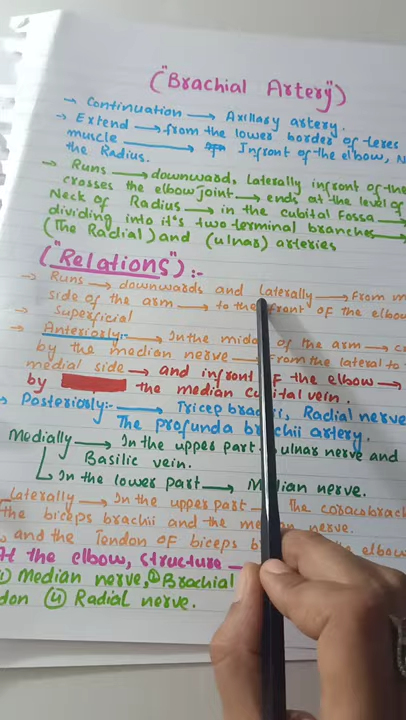 ("Brachial Artery")
→ Continuation → Axillary artery.
→ Extend → from the lower border of teres
muscle → Infront of the elbow, N
the Radius.
→ Runs → downward, Laterally infront of the
crosses the elbow joint → ends at the level of
Neck of Radius → in the cubital fossa →
dividing into it's two terminal branches →
(The Radial) and (ulnar) arteries
("Relations") :-
→ Runs → downwards and Laterally → From m
side of the arm → to the front of the elbow
→ Superficial
→ Anteriorly:- → In the midd of the arm → c
by the median nerve → From the lateral to
medial side → and infront of the elbow →
by the median cubital vein.
→ Posteriorly:- → Tricep brachii, Radial nerve
The profunda brachii artery.
Medially → In the upper part ulnar nerve and
Basilic vein.
In the lower part → Median nerve.
Laterally → In the upper part The coracobrach
the biceps brachii and the median nerve.
and the Tendon of biceps b the elbow
At the elbow, structure →
1) Median nerve, 2) Brachial
don 4) Radial nerve.